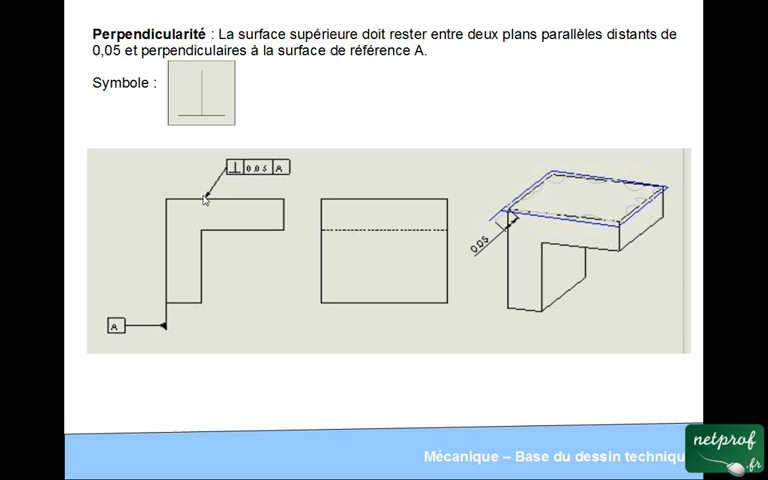 Perpendicularité : La surface supérieure doit rester entre deux plans parallèles distants de
0,05 et perpendiculaires à la surface de référence A.
Symbole :
⊥ 0.05 A
0.05
A
Mécanique – Base du dessin techniqu
netprof
.fr